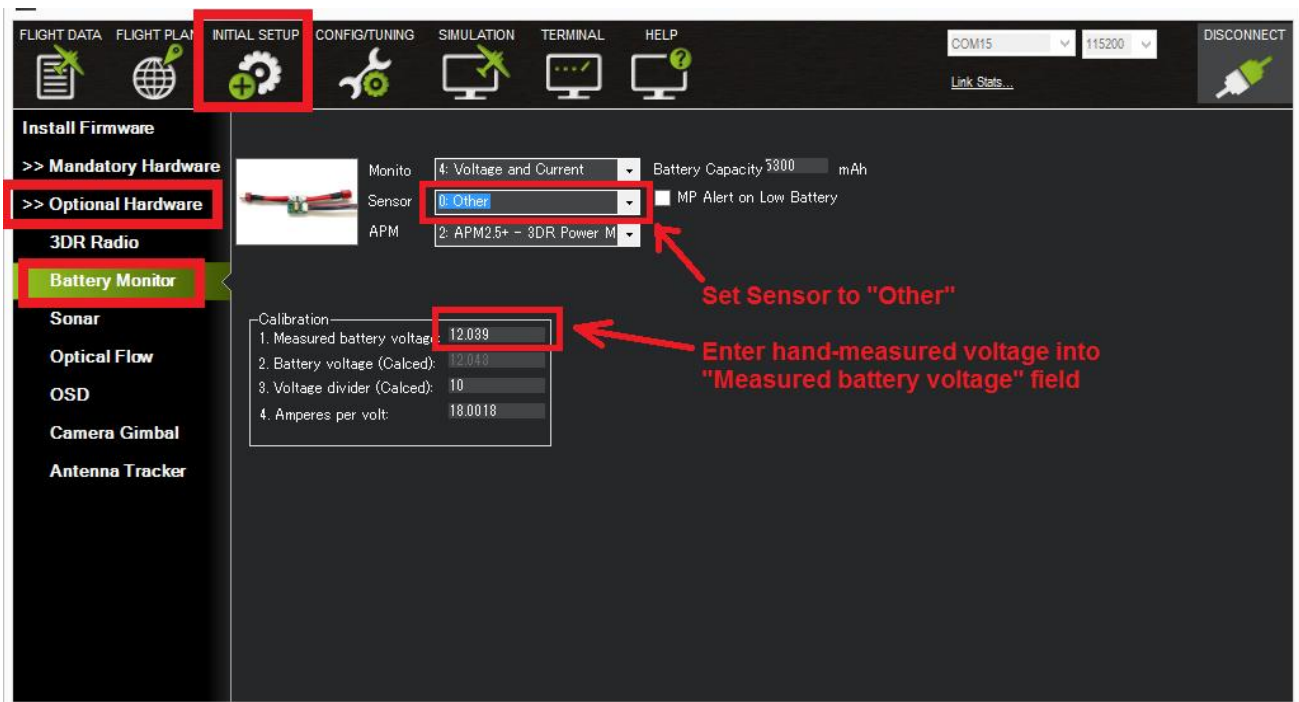 FLIGHT DATA FLIGHT PLAN INITIAL SETUP CONFIG/TUNING SIMULATION TERMINAL HELP
COM15 115200 DISCONNECT
Link Stats...
Install Firmware
>> Mandatory Hardware
>> Optional Hardware
3DR Radio
Battery Monitor
Sonar
Optical Flow
OSD
Camera Gimbal
Antenna Tracker
Monito 4: Voltage and Current Battery Capacity 5300 mAh
Sensor 0: Other MP Alert on Low Battery
APM 2: APM2.5+ - 3DR Power M
Set Sensor to "Other"
Calibration
1. Measured battery voltage: 12.039
2. Battery voltage (Calced): 12.048
3. Voltage divider (Calced): 10
4. Amperes per volt: 18.0018
Enter hand-measured voltage into
"Measured battery voltage" field